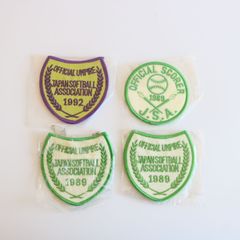 OFFICIAL UMPIRE
JAPAN SOFTBALL
ASSOCIATION
1992
OFFICIAL SCORER
1989
J.S.A.
OFFICIAL UMPIRE
JAPAN SOFTBALL
ASSOCIATION
1989
OFFICIAL UMPIRE
JAPAN SOFTBALL
ASSOCIATION
1989